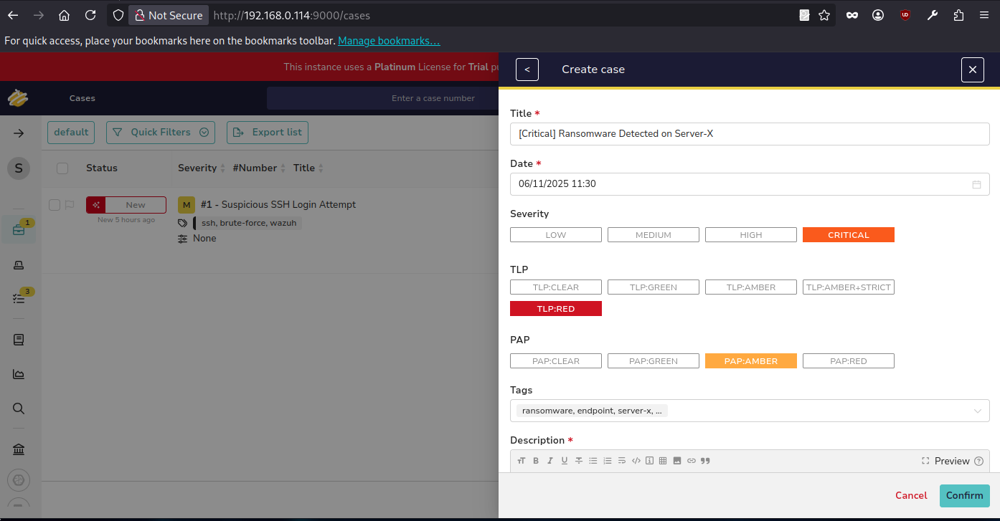 Not Secure http://192.168.0.114:9000/cases
For quick access, place your bookmarks here on the bookmarks toolbar. Manage bookmarks...
This instance uses a Platinum License for Trial pu
< Create case
Cases
Enter a case number
default Quick Filters Export list
S
Status Severity #Number Title
New
New 5 hours ago
M #1 - Suspicious SSH Login Attempt
ssh, brute-force, wazuh
None
1
3
Title *
[Critical] Ransomware Detected on Server-X
Date *
06/11/2025 11:30
Severity
LOW MEDIUM HIGH CRITICAL
TLP
TLP:CLEAR TLP:GREEN TLP:AMBER TLP:AMBER+STRICT
TLP:RED
PAP
PAP:CLEAR PAP:GREEN PAP:AMBER PAP:RED
Tags
ransomware, endpoint, server-x, ...
Description *
Preview
Cancel Confirm